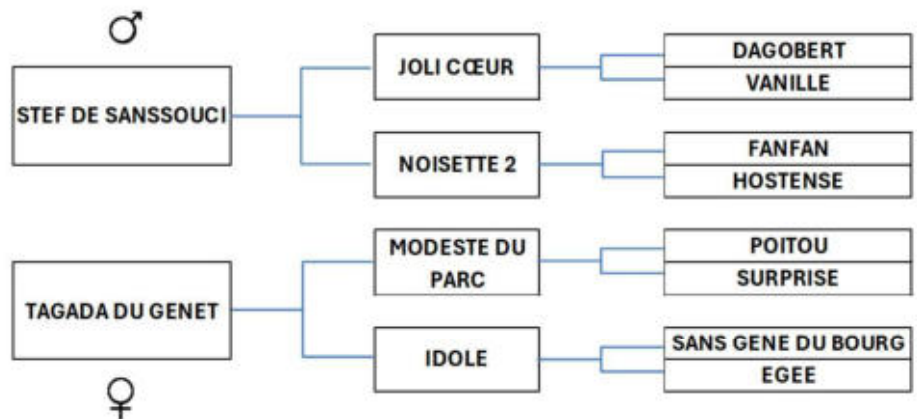 ♂
STEF DE SANSSOUCI
JOLI CŒUR
DAGOBERT
VANILLE
NOISETTE 2
FANFAN
HOSTENSE
TAGADA DU GENET
MODESTE DU
PARC
POITOU
SURPRISE
IDOLE
SANS GENE DU BOURG
EGEE
♀